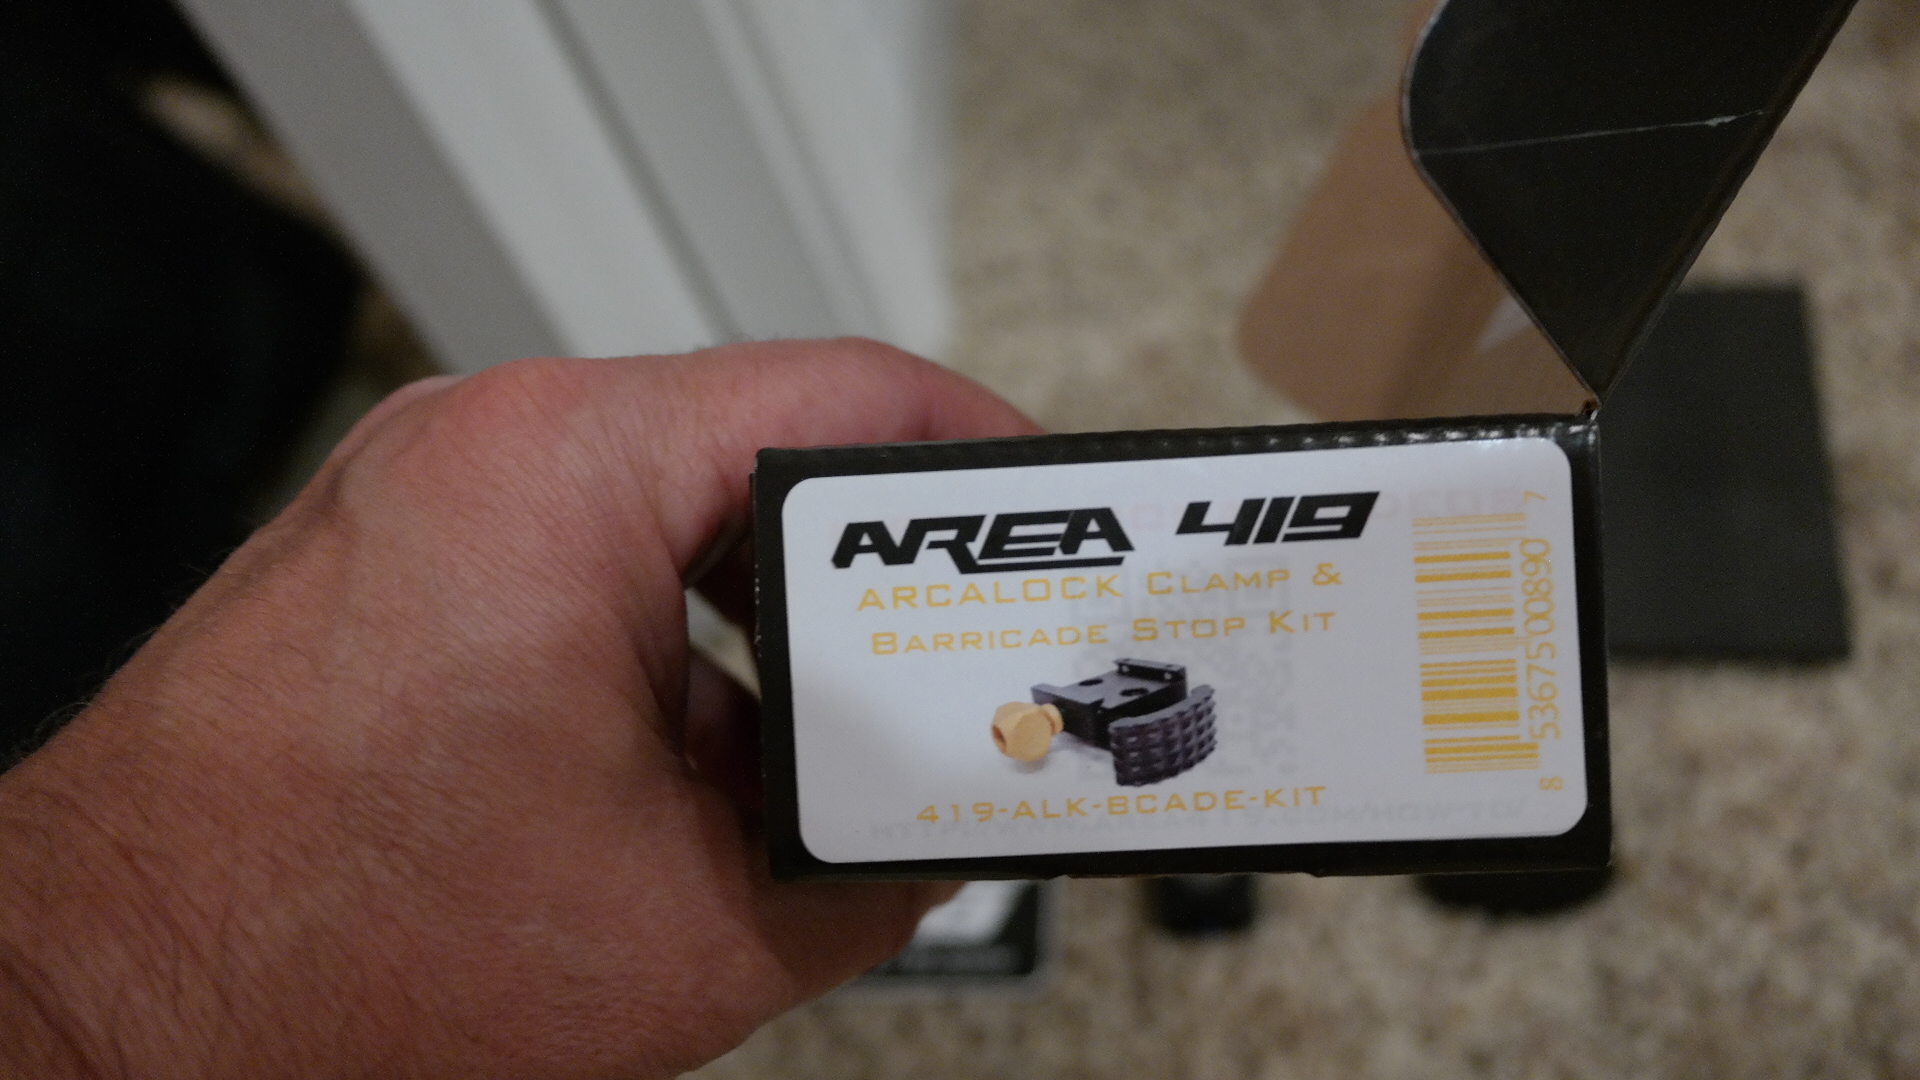 AREA 419
ARCALOCK CLAMP &
BARRICADE STOP KIT
419-ALK-BCADE-KIT
8 53675 00890 7